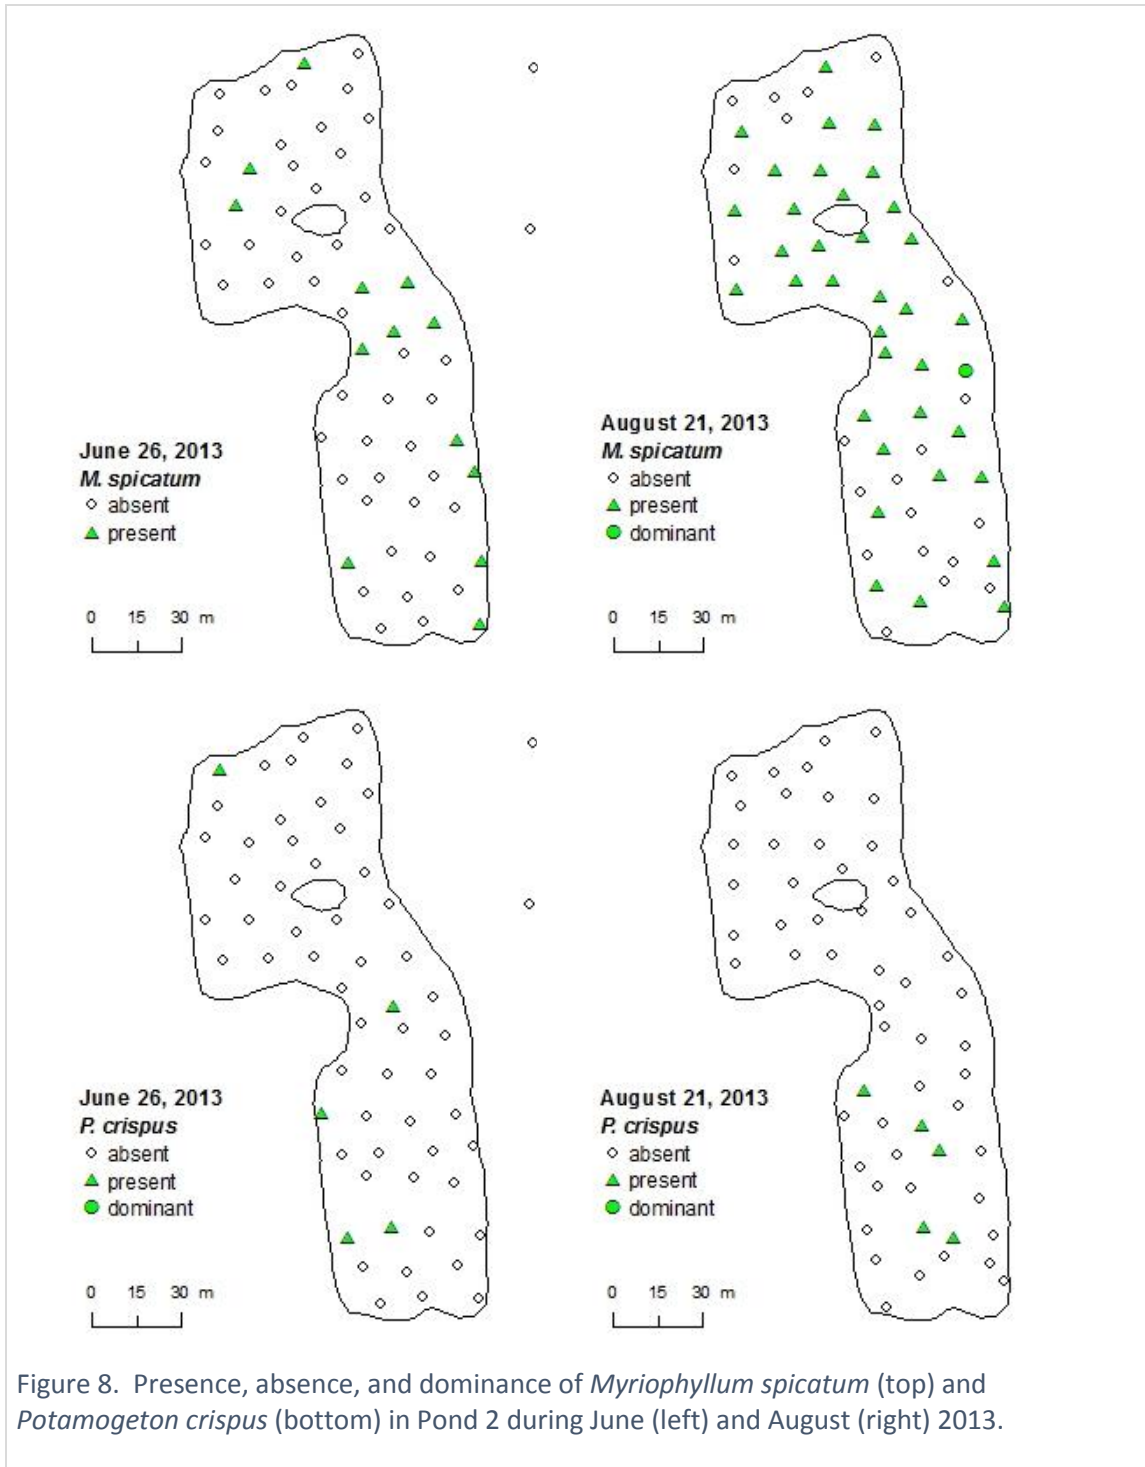 June 26, 2013
M. spicatum
absent
present
0 15 30 m
August 21, 2013
M. spicatum
absent
present
dominant
0 15 30 m
June 26, 2013
P. crispus
absent
present
dominant
0 15 30 m
August 21, 2013
P. crispus
absent
present
dominant
0 15 30 m
Figure 8. Presence, absence, and dominance of Myriophyllum spicatum (top) and
Potamogeton crispus (bottom) in Pond 2 during June (left) and August (right) 2013.